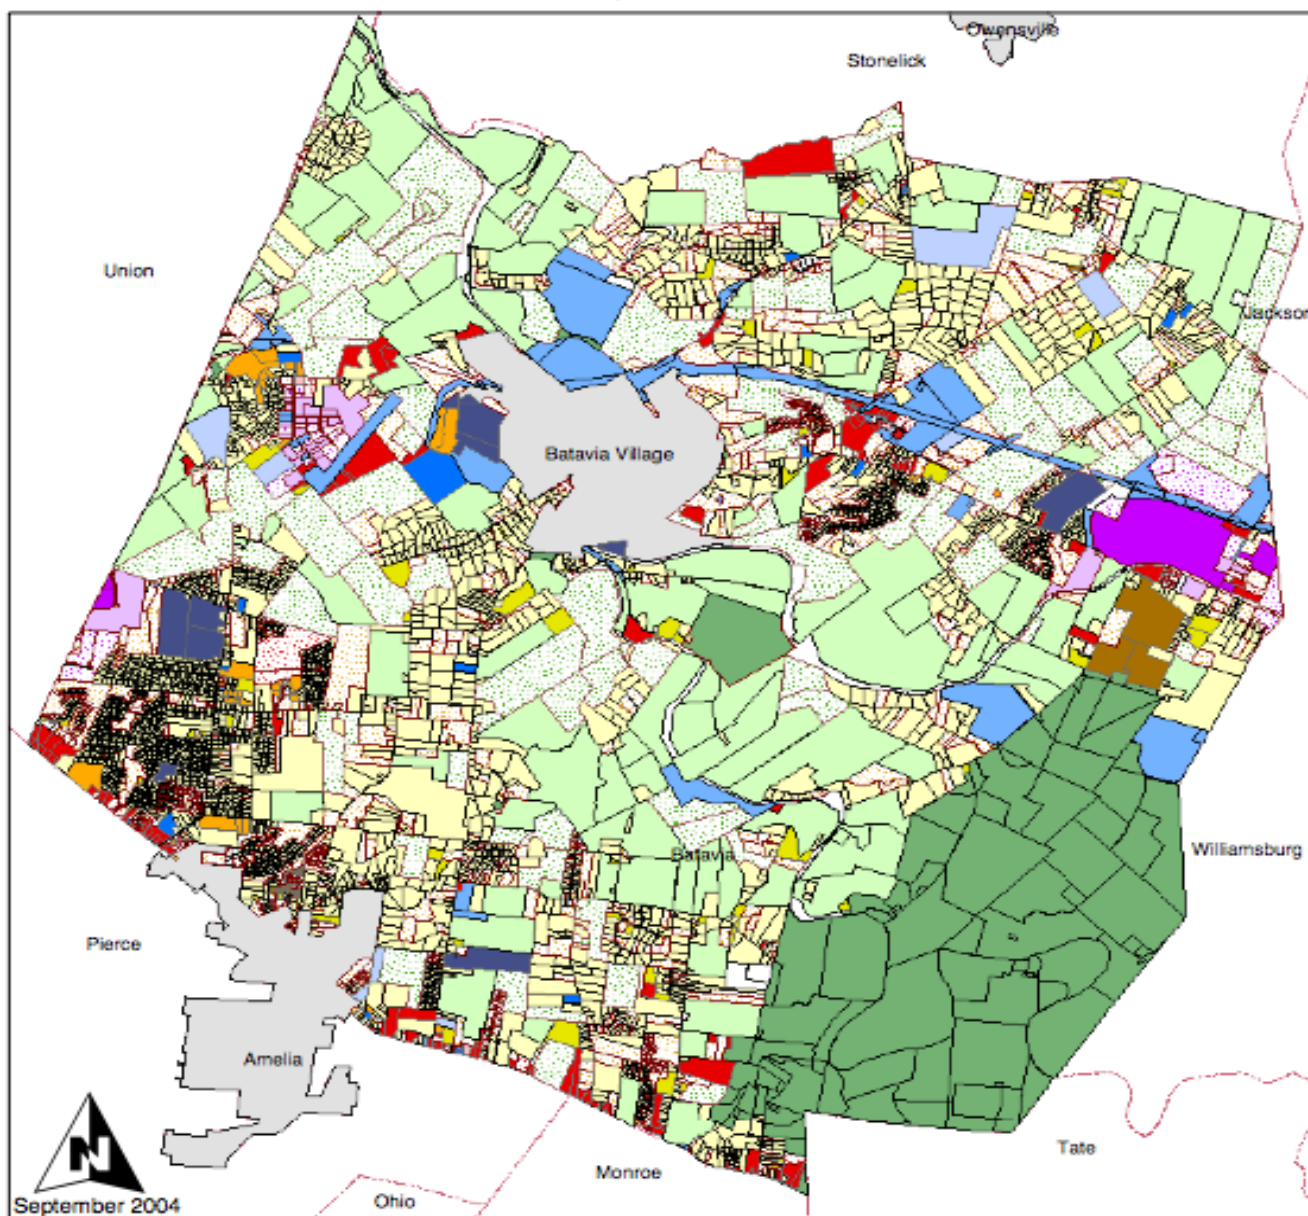 Owensville
Stonelick
Union
Jackson
Batavia Village
Batavia
Williamsburg
Pierce
Amelia
N
Tate
Monroe
Ohio
September 2004